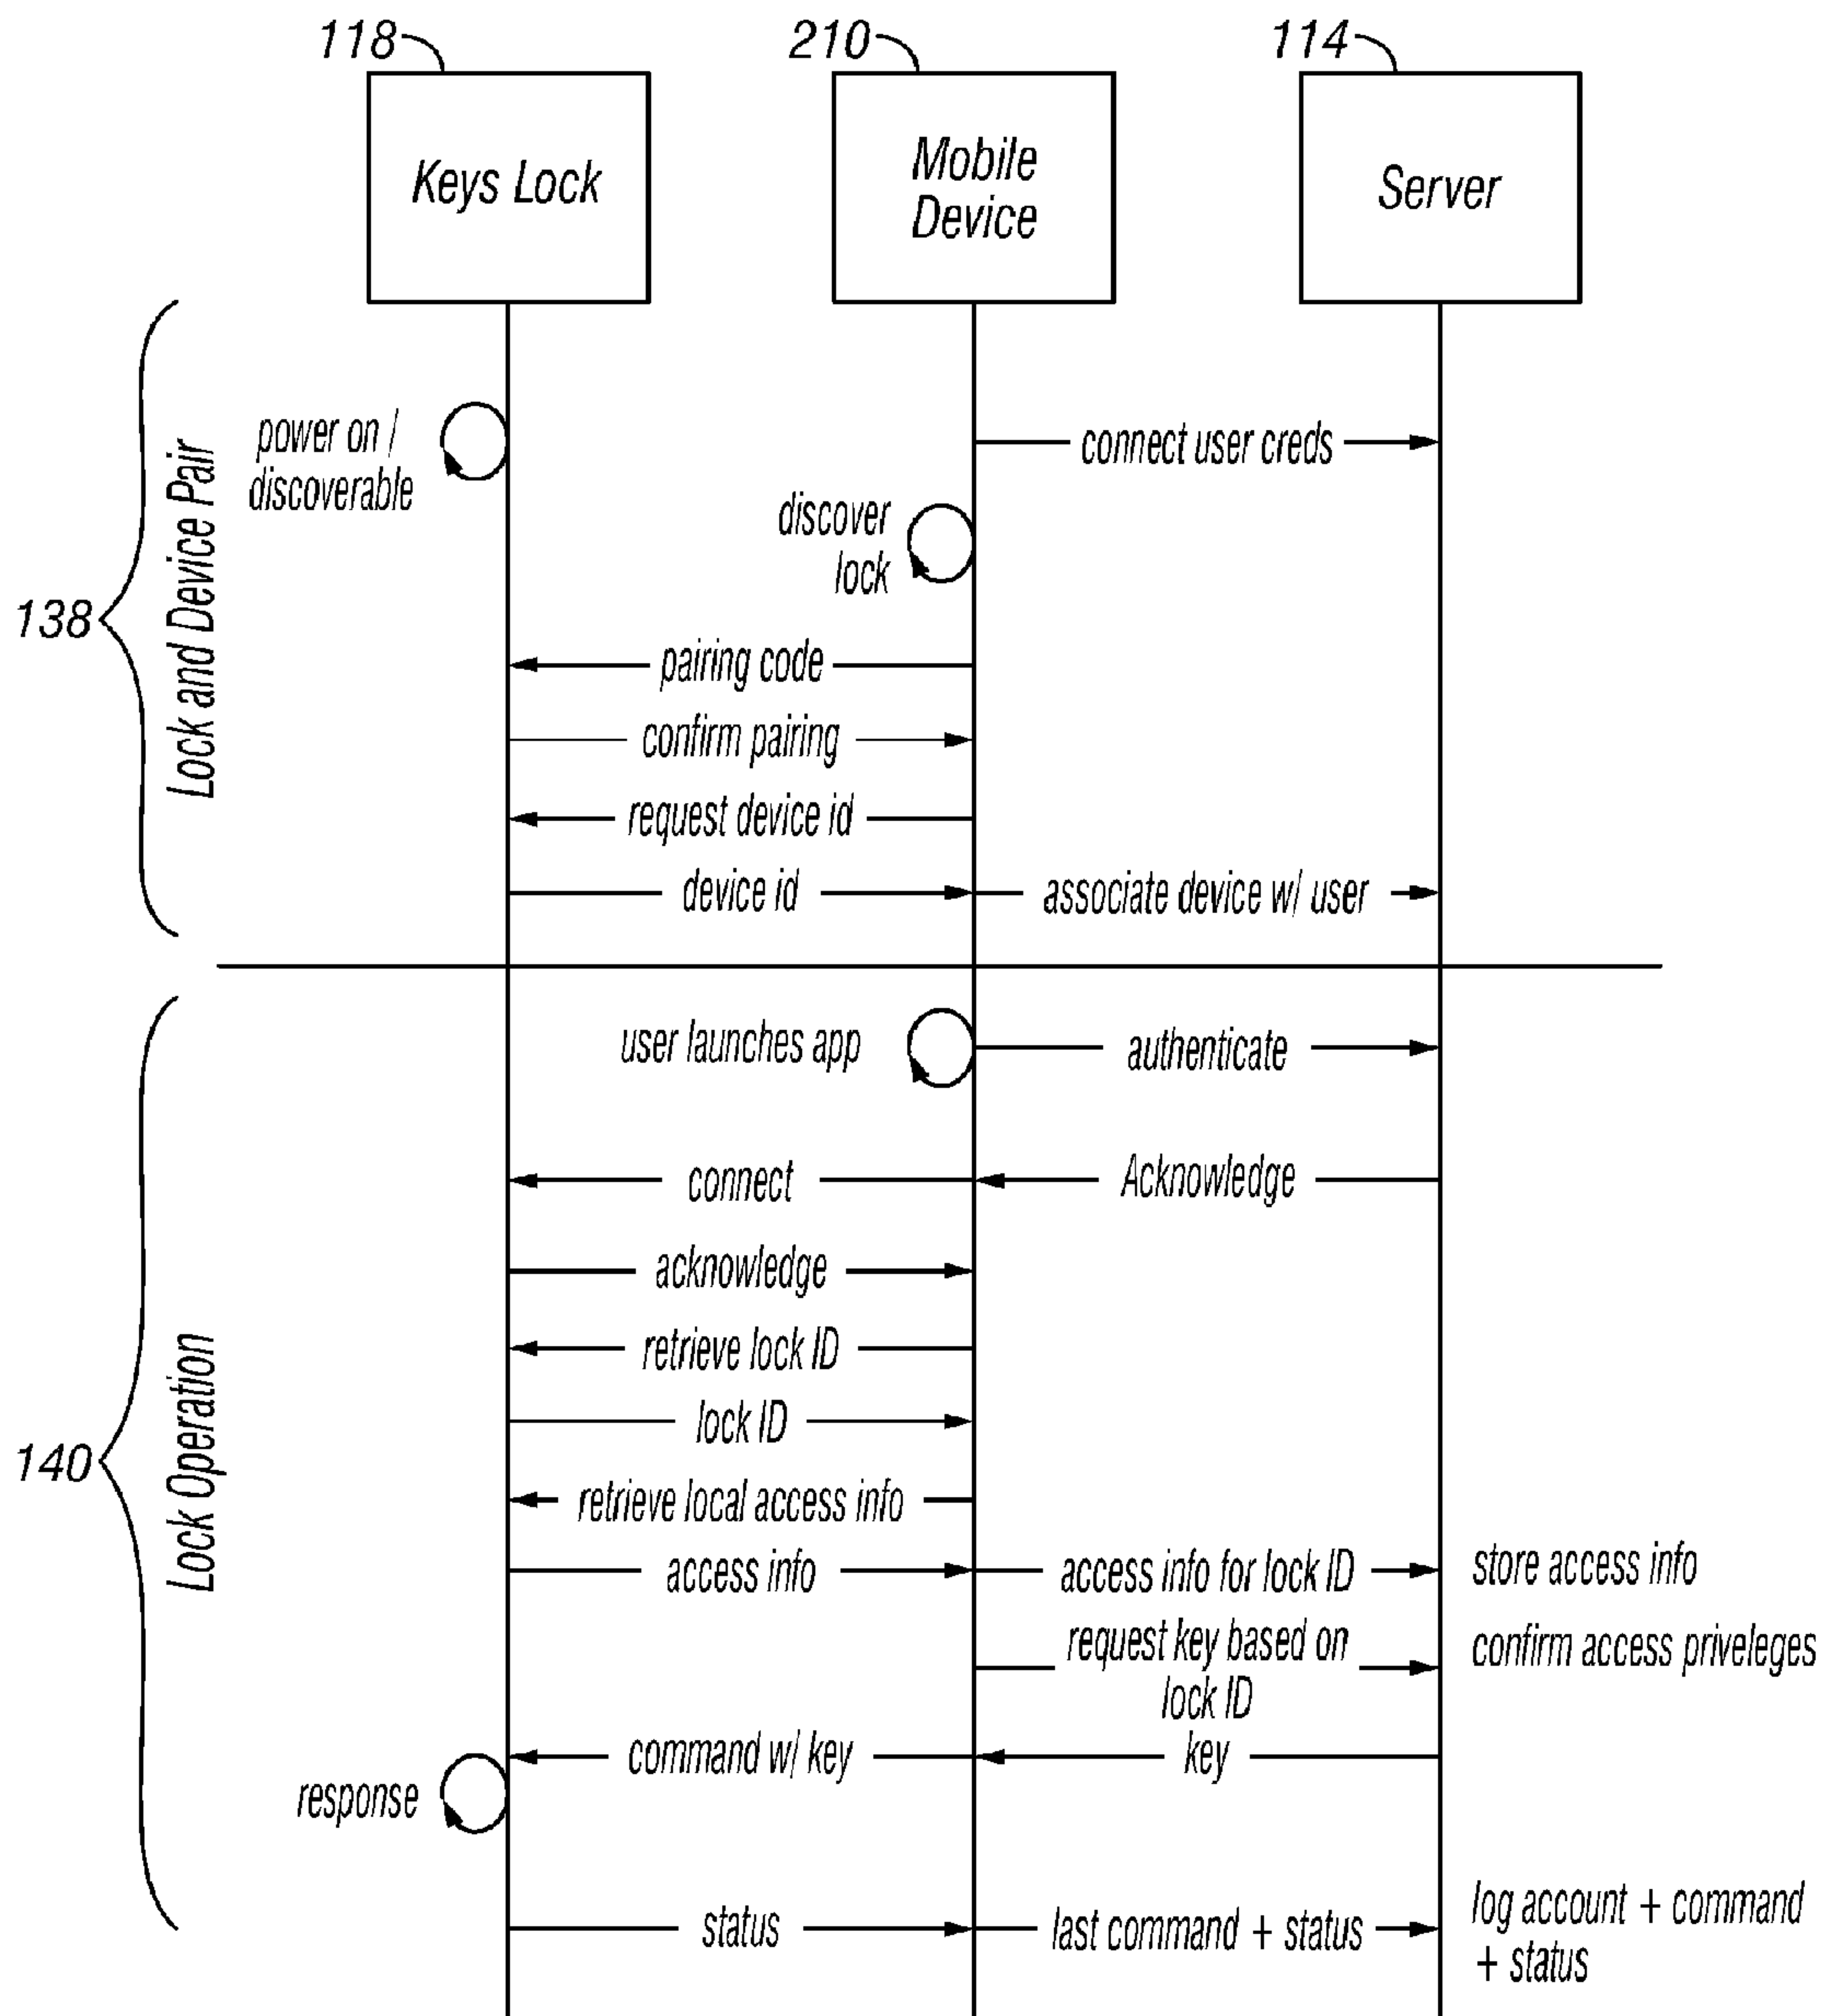 118
210
114
Keys Lock
Mobile
Device
Server
138
Lock and Device Pair
power on /
discoverable
connect user creds
discover
lock
pairing code
confirm pairing
request device id
device id
associate device w/ user
140
Lock Operation
user launches app
authenticate
connect
Acknowledge
acknowledge
retrieve lock ID
lock ID
retrieve local access info
access info
access info for lock ID
store access info
request key based on
lock ID
confirm access priveleges
command w/ key
key
response
status
last command + status
log account + command
+ status